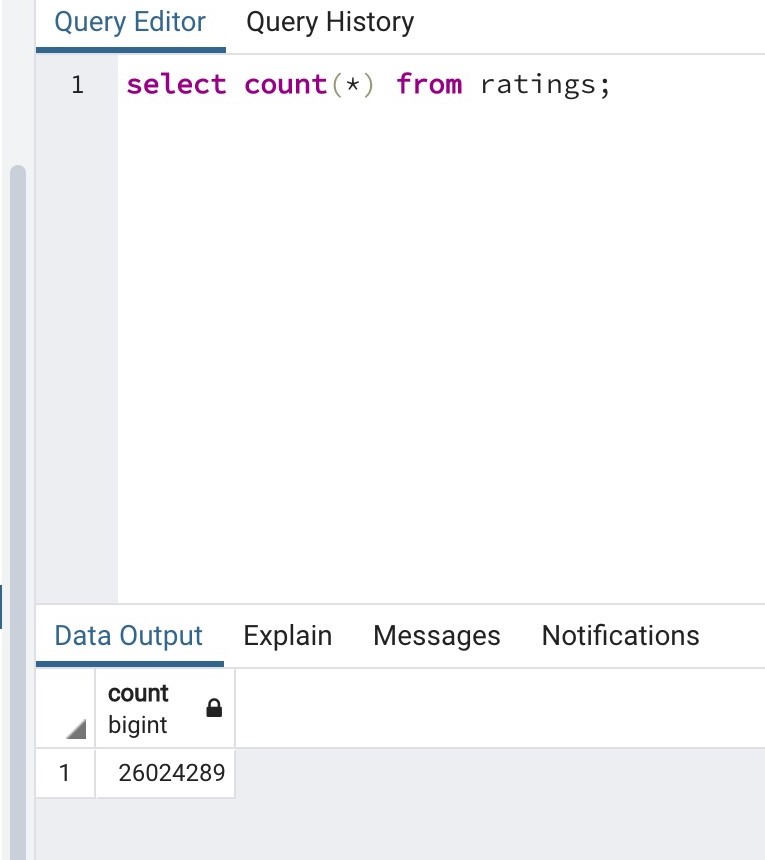 Query Editor Query History
1 select count(*) from ratings;
Data Output Explain Messages Notifications
count
bigint
1 26024289